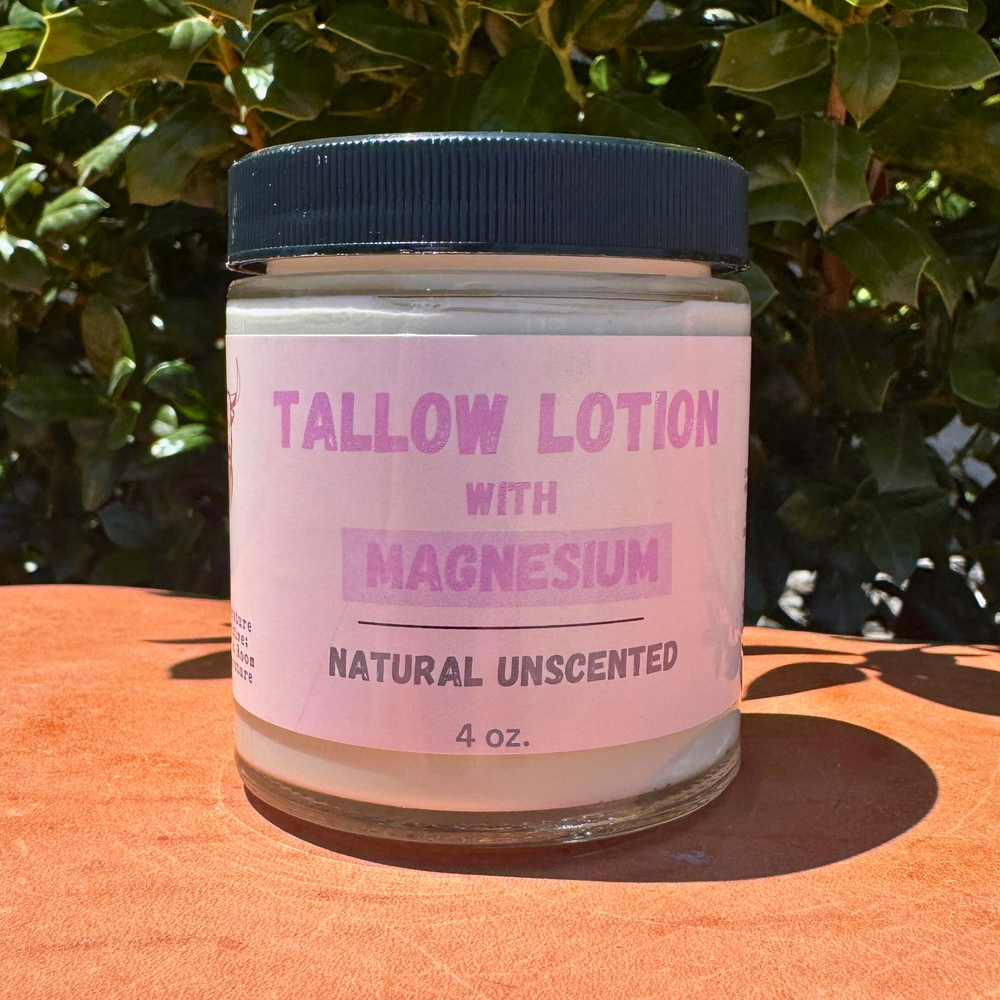 TALLOW LOTION
WITH
MAGNESIUM
NATURAL UNSCENTED
4 oz.